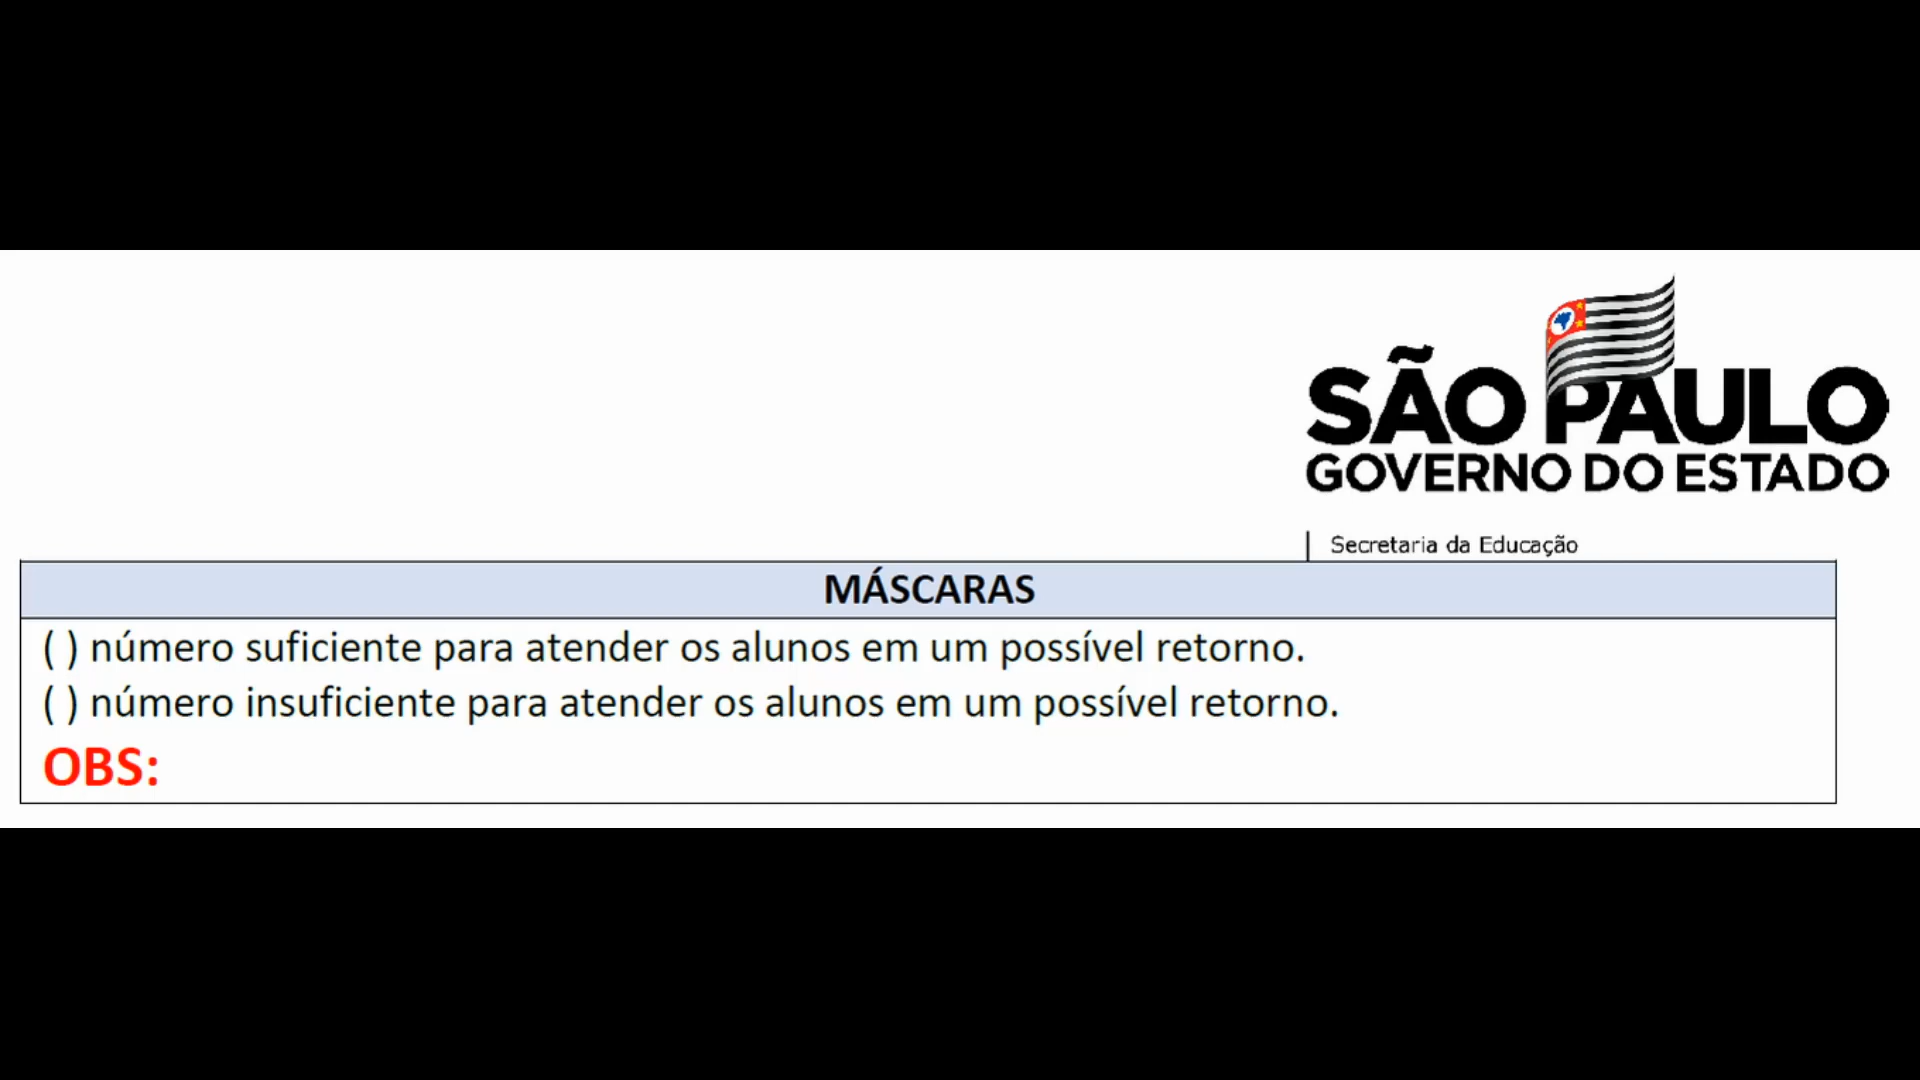 SÃO PAULO
GOVERNO DO ESTADO
Secretaria da Educação
MÁSCARAS
( ) número suficiente para atender os alunos em um possível retorno.
( ) número insuficiente para atender os alunos em um possível retorno.
OBS: